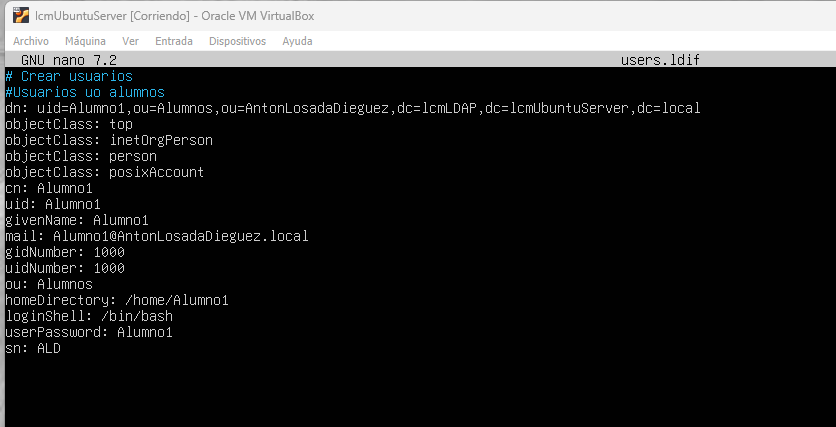 lcmUbuntuServer [Corriendo] - Oracle VM VirtualBox
Archivo Máquina Ver Entrada Dispositivos Ayuda
GNU nano 7.2 users.ldif
# Crear usuarios
#Usuarios uo alumnos
dn: uid=Alumno1,ou=Alumnos,ou=AntonLosadaDieguez,dc=lcmLDAP,dc=lcmUbuntuServer,dc=local
objectClass: top
objectClass: inetOrgPerson
objectClass: person
objectClass: posixAccount
cn: Alumno1
uid: Alumno1
givenName: Alumno1
mail: Alumno1@AntonLosadaDieguez.local
gidNumber: 1000
uidNumber: 1000
ou: Alumnos
homeDirectory: /home/Alumno1
loginShell: /bin/bash
userPassword: Alumno1
sn: ALD